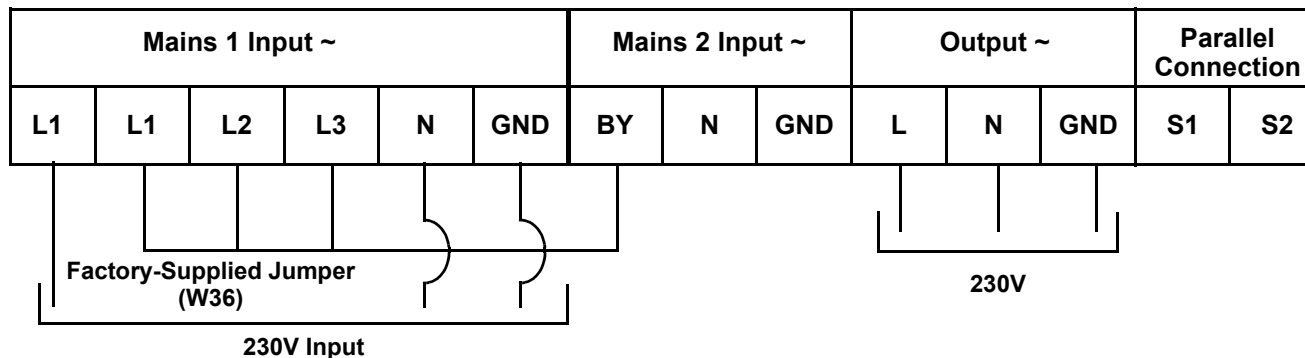 Mains 1 Input ~ Mains 2 Input ~ Output ~ Parallel
Connection
L1 L1 L2 L3 N GND BY N GND L N GND S1 S2
Factory-Supplied Jumper
(W36)
230V
230V Input